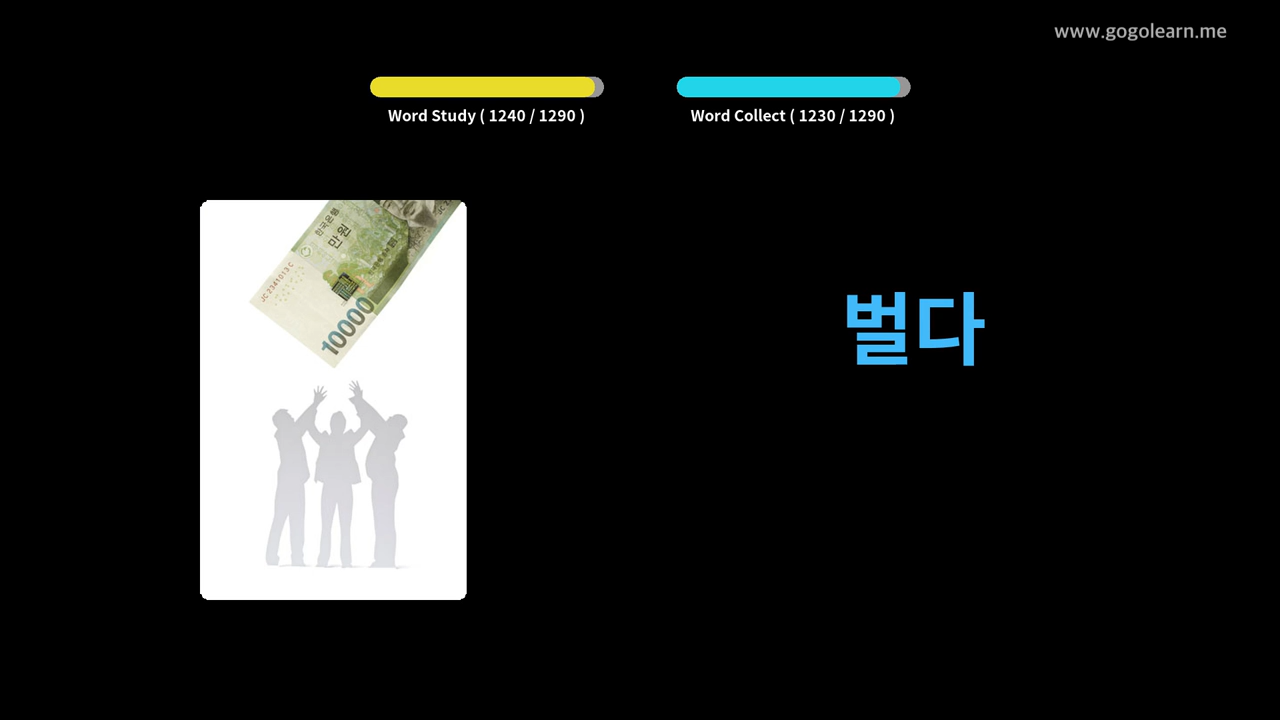 www.gogolearn.me
Word Study ( 1240 / 1290 )
Word Collect ( 1230 / 1290 )
한국은행
만원
10000
벌다